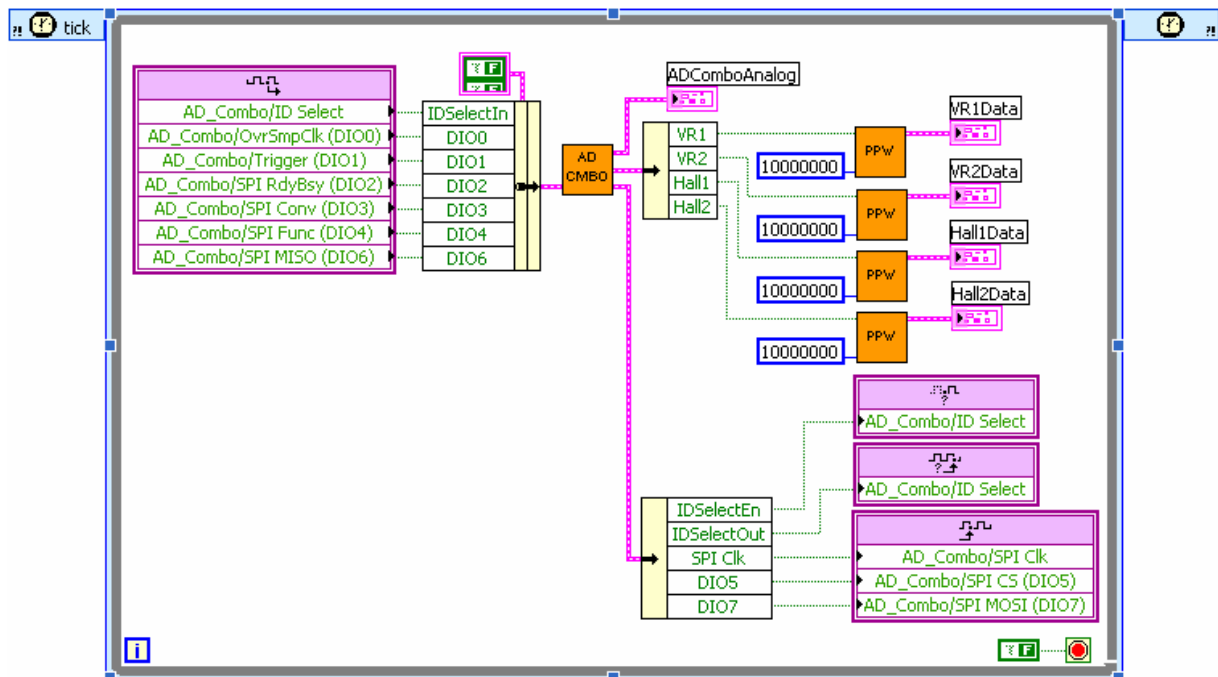 tick
AD_Combo/ID Select
AD_Combo/OvrSmpClk (DIO0)
AD_Combo/Trigger (DIO1)
AD_Combo/SPI RdyBsy (DIO2)
AD_Combo/SPI Conv (DIO3)
AD_Combo/SPI Func (DIO4)
AD_Combo/SPI MISO (DIO6)
F
IDSelectIn
DIO0
DIO1
DIO2
DIO3
DIO4
DIO6
AD
CMBO
ADComboAnalog
VR1
VR2
Hall1
Hall2
10000000
PPW
VR1Data
10000000
PPW
VR2Data
10000000
PPW
Hall1Data
10000000
PPW
Hall2Data
IDSelectEn
IDSelectOut
SPI Clk
DIO5
DIO7
?
AD_Combo/ID Select
?
AD_Combo/ID Select
AD_Combo/SPI Clk
AD_Combo/SPI CS (DIO5)
AD_Combo/SPI MOSI (DIO7)
i
F